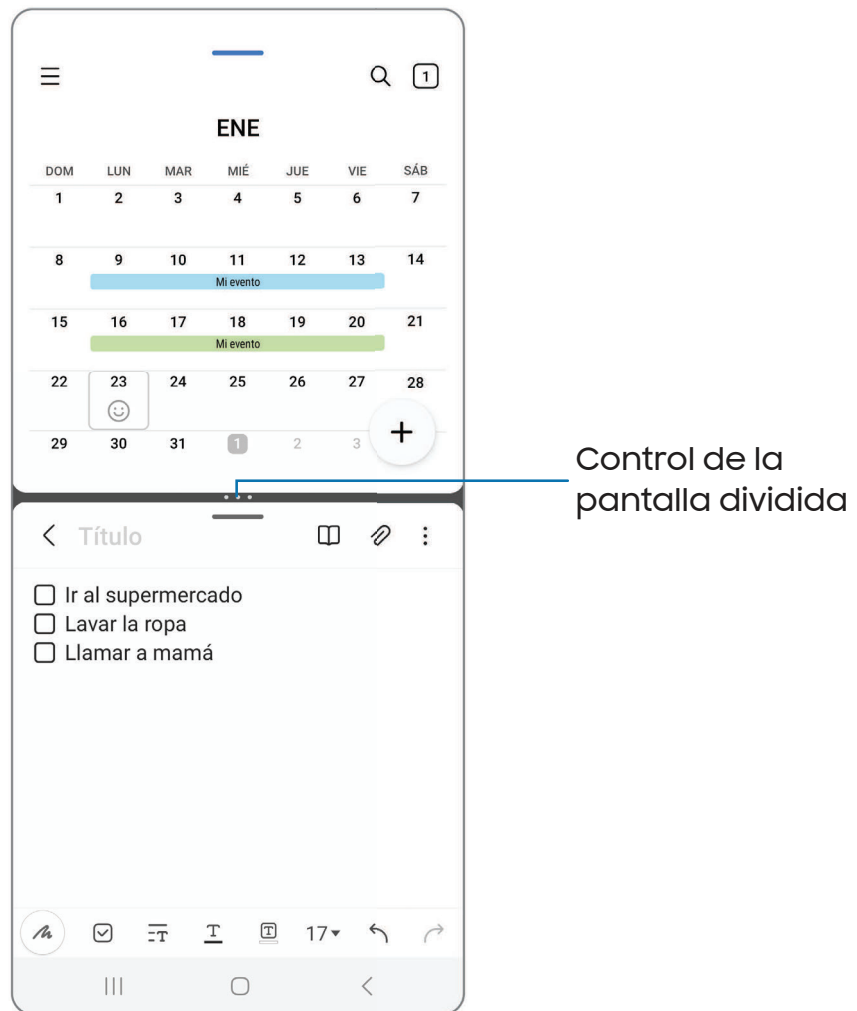 1
ENE
DOM LUN MAR MIÉ JUE VIE SÁB
1 2 3 4 5 6 7
8 9 10 11 12 13 14
Mi evento
15 16 17 18 19 20 21
Mi evento
22 23 24 25 26 27 28
29 30 31 1 2 3
Control de la
pantalla dividida
Título
Ir al supermercado
Lavar la ropa
Llamar a mamá
T T T 17